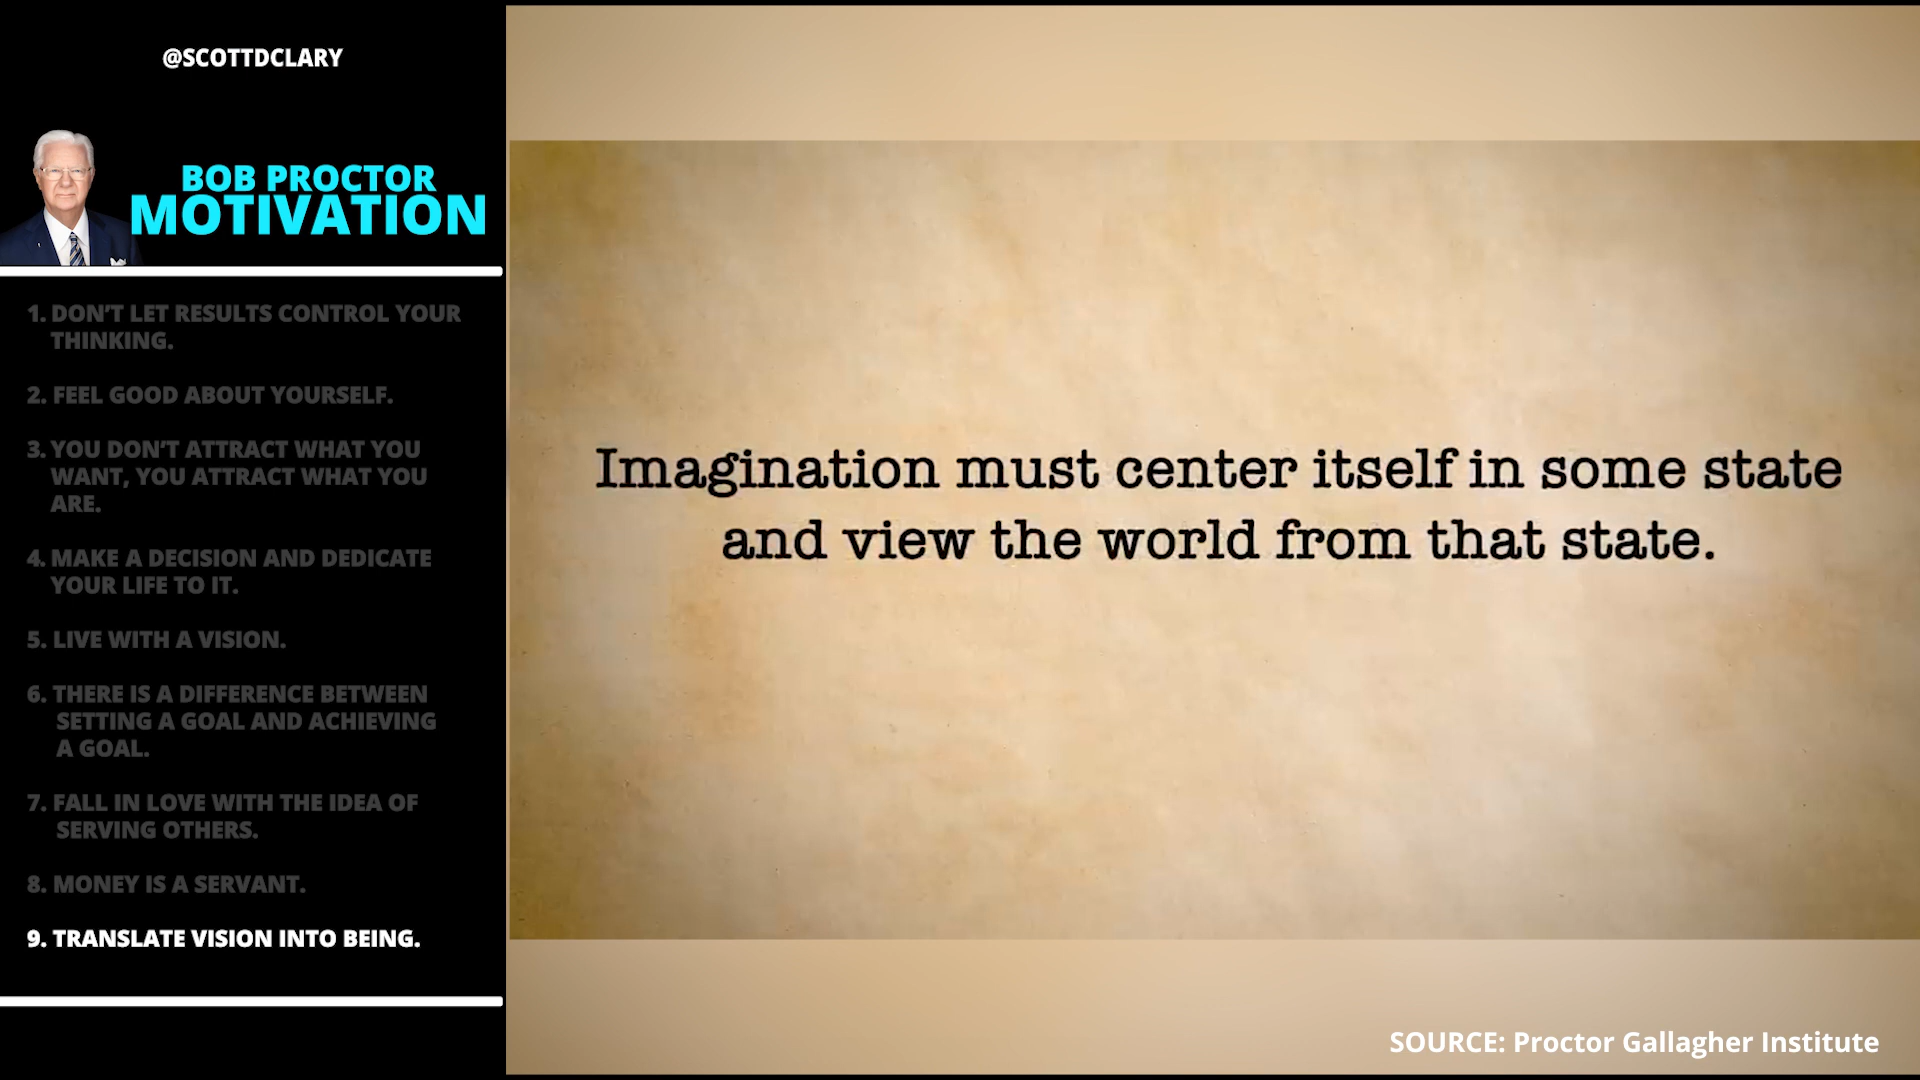 @SCOTTDCLARY
BOB PROCTOR
MOTIVATION
1. DON'T LET RESULTS CONTROL YOUR
THINKING.
2. FEEL GOOD ABOUT YOURSELF.
3. YOU DON'T ATTRACT WHAT YOU
WANT, YOU ATTRACT WHAT YOU
ARE.
4. MAKE A DECISION AND DEDICATE
YOUR LIFE TO IT.
5. LIVE WITH A VISION.
6. THERE IS A DIFFERENCE BETWEEN
SETTING A GOAL AND ACHIEVING
A GOAL.
7. FALL IN LOVE WITH THE IDEA OF
SERVING OTHERS.
8. MONEY IS A SERVANT.
9. TRANSLATE VISION INTO BEING.
Imagination must center itself in some state
and view the world from that state.
SOURCE: Proctor Gallagher Institute